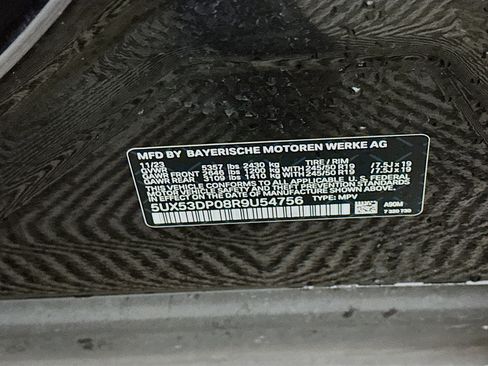 MFD BY BAYERISCHE MOTOREN WERKE AG
11/23 TIRE / RIM
GVWR 5357 lbs 2430 kg
GAWR FRONT 2646 lbs 1200 kg WITH 245/50 R19 / 7.5J x 19
GAWR REAR 3109 lbs 1410 kg WITH 245/50 R19 / 7.5J x 19
THIS VEHICLE CONFORMS TO ALL APPLICABLE U.S. FEDERAL
MOTOR VEHICLE SAFETY, BUMPER, AND THEFT PREVENTION
STANDARDS IN EFFECT ON THE DATE OF MANUFACTURE SHOWN ABOVE.
5UX53DP08R9U54756 TYPE: MPV
A90M